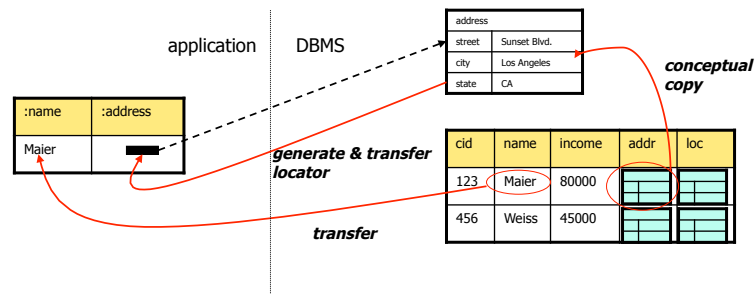 application DBMS
address
street Sunset Blvd.
city Los Angeles
state CA
conceptual
copy
:name :address
Maier
generate & transfer
locator
cid name income addr loc
123 Maier 80000
456 Weiss 45000
transfer